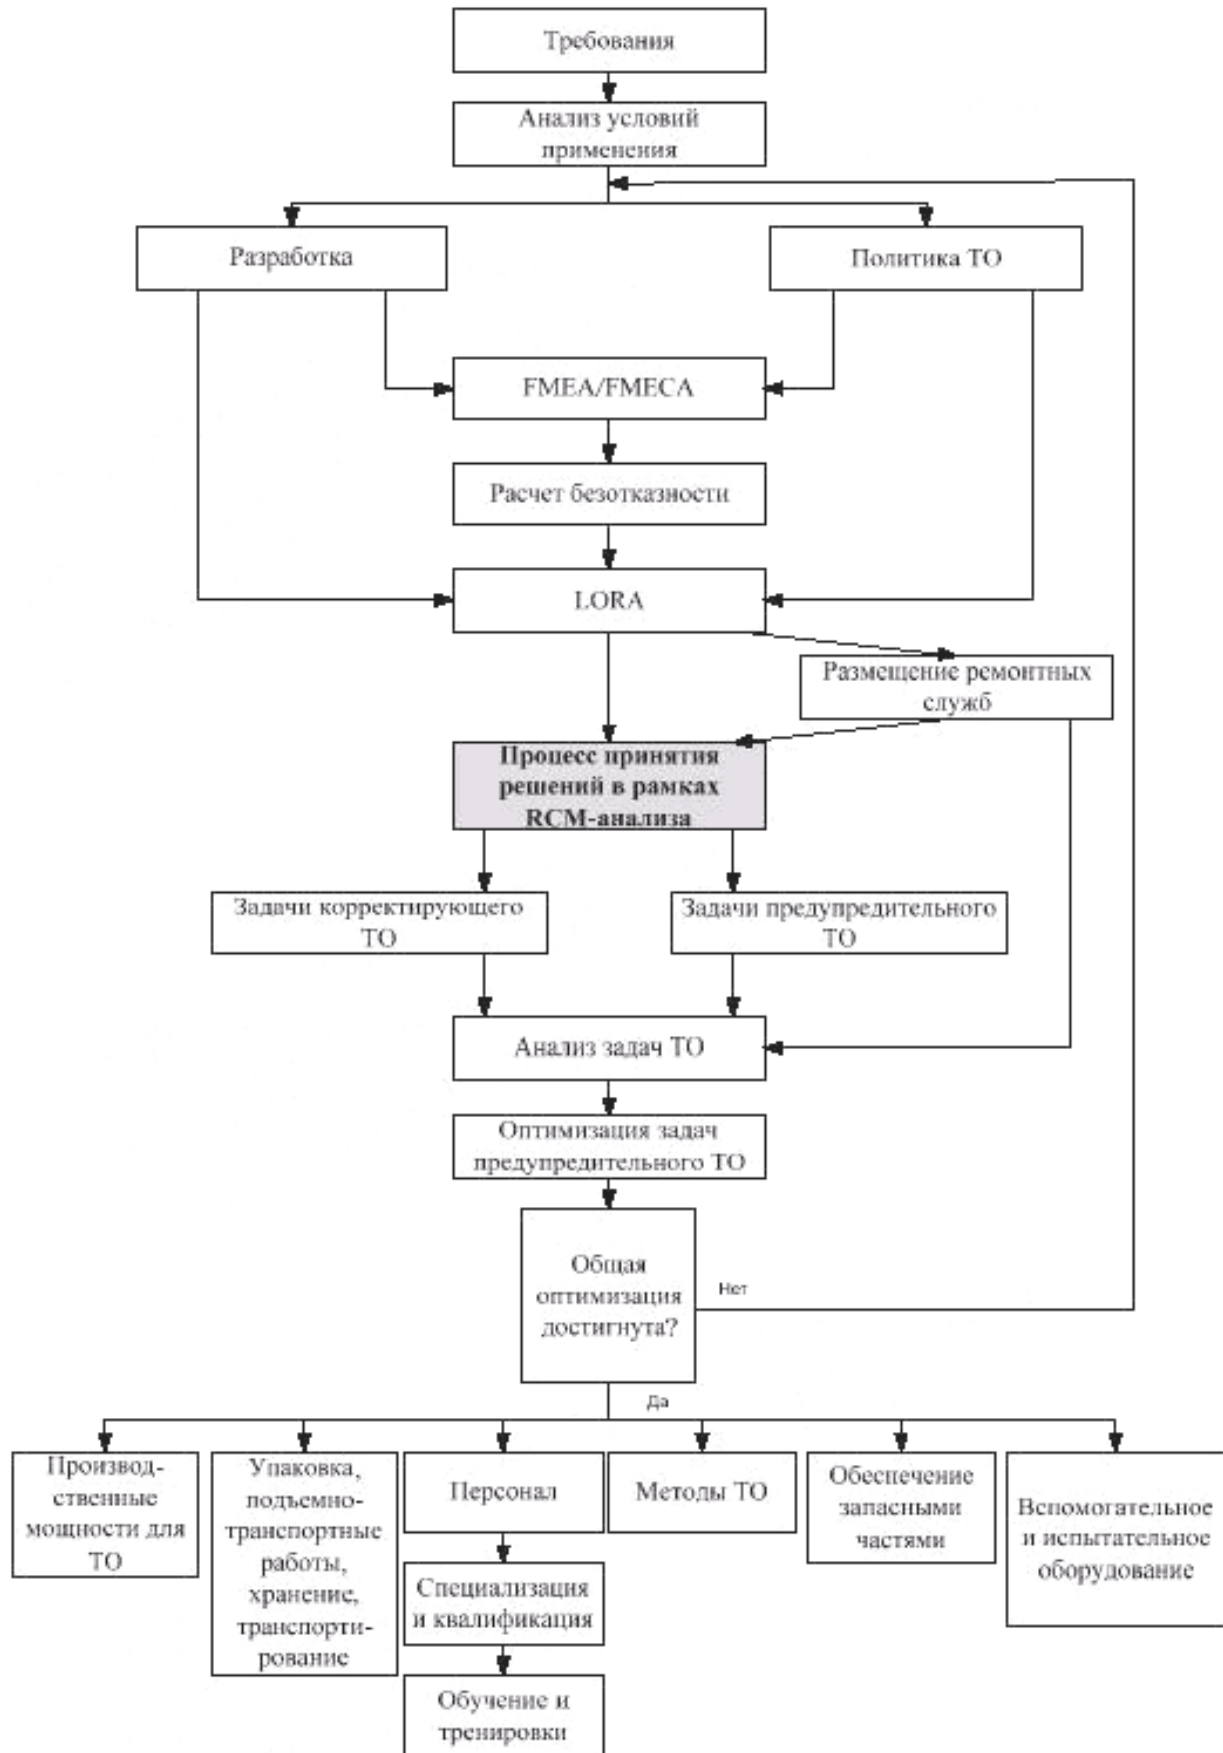 Требования
Анализ условий
применения
Разработка
Политика ТО
FMEA/FMECA
Расчет безотказности
LORA
Размещение ремонтных
служб
Процесс принятия
решений в рамках
RCM-анализа
Задачи корректирующего
ТО
Задачи предупредительного
ТО
Анализ задач ТО
Оптимизация задач
предупредительного ТО
Общая
оптимизация
достигнута?
Нет
Да
Производ-
ственные
мощности для
ТО
Упаковка,
подъемно-
транспортные
работы,
хранение,
транспорти-
рование
Персонал
Методы ТО
Обеспечение
запасными
частями
Вспомогательное
и испытательное
оборудование
Специализация
и квалификация
Обучение и
тренировки